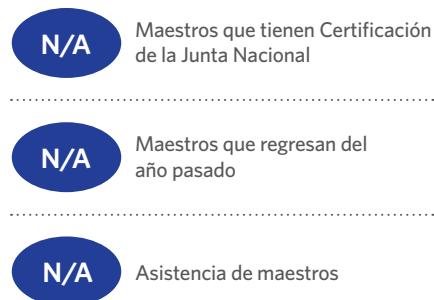 N/A
Maestros que tienen Certificación
de la Junta Nacional
N/A
Maestros que regresan del
año pasado
N/A
Asistencia de maestros